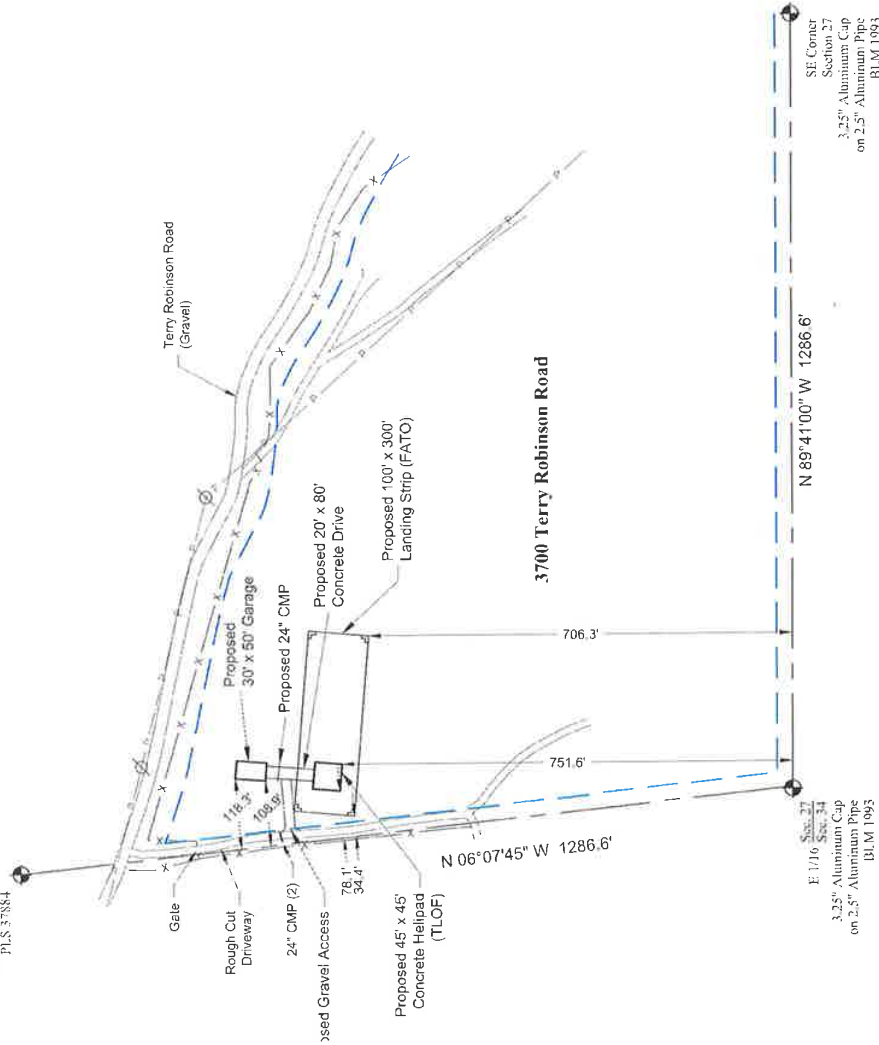 PLS 37884
Terry Robinson Road
(Gravel)
Proposed
30' x 50' Garage
Proposed 24" CMP
Proposed 20' x 80'
Concrete Drive
Proposed 100' x 300'
Landing Strip (FATO)
3700 Terry Robinson Road
118.3'
108.9'
706.3'
751.6'
Gate
Rough Cut
Driveway
24" CMP (2)
osed Gravel Access
78.1'
34.4'
Proposed 45' x 45'
Concrete Helipad
(TLOF)
N 06°07'45" W 1286.6'
N 89°41'00" W 1286.6'
E 1/16 Sec. 27
Sec. 34
3.25" Aluminum Cap
on 2.5" Aluminum Pipe
BLM 1993
SE Corner
Section 27
3.25" Aluminum Cap
on 2.5" Aluminum Pipe
BLM 1993